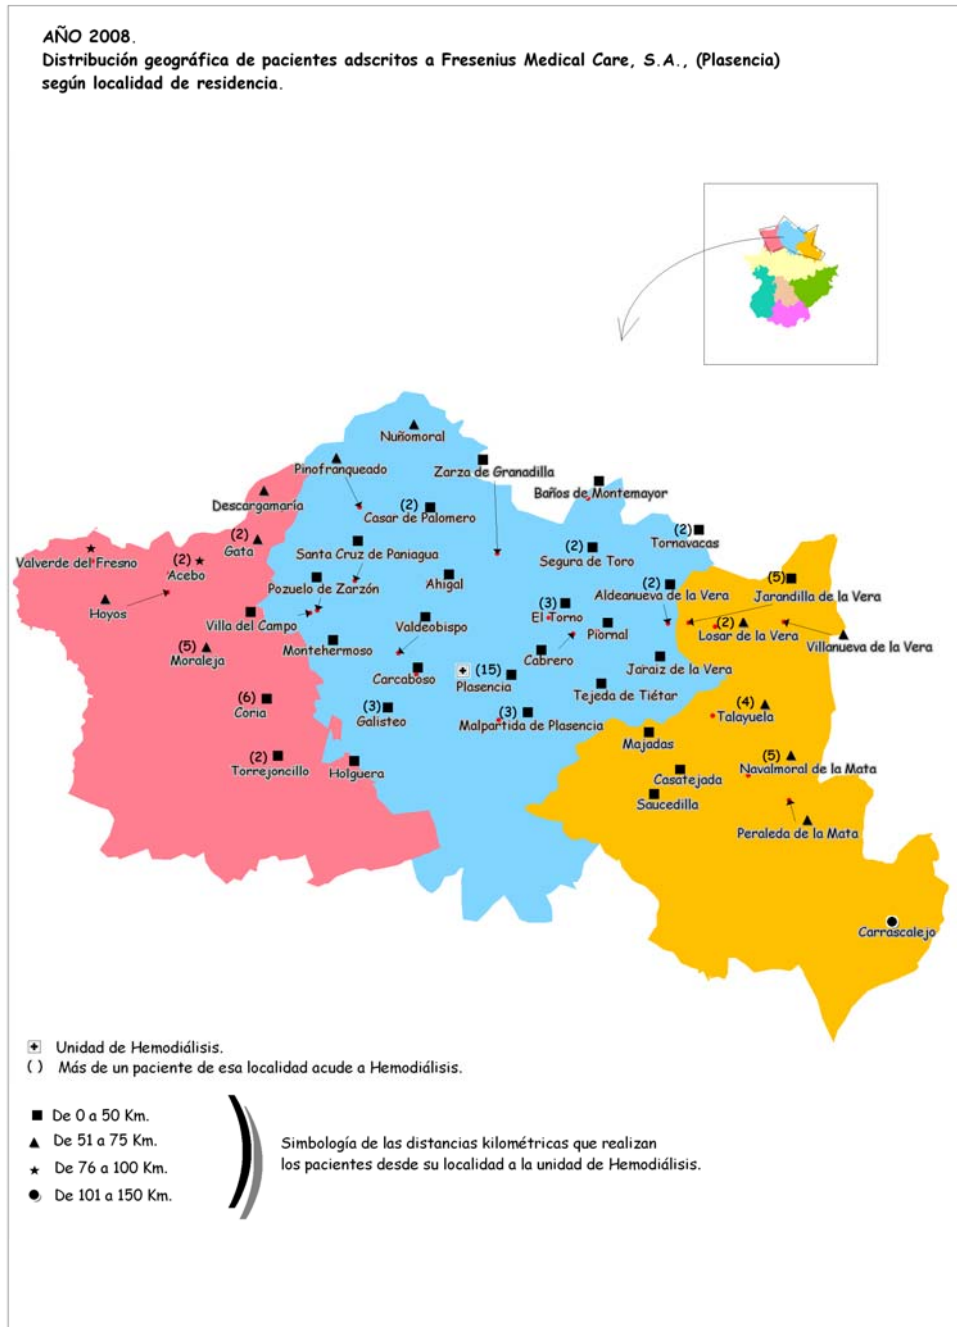 AÑO 2008.
Distribución geográfica de pacientes adscritos a Fresenius Medical Care, S.A., (Plasencia)
según localidad de residencia.
Nuñomoral
Pinofranqueado
Zarza de Granadilla
Baños de Montemayor
Descargamaría
(2)
Casar de Palomero
(2)
Gata
(2)
Tornavacas
Valverde del Fresno
(2)
Acebo
Santa Cruz de Paniagua
(2)
Segura de Toro
Pozuelo de Zarzón
Ahigal
(2)
Aldeanueva de la Vera
(5)
Jarandilla de la Vera
Hoyos
Villa del Campo
Valdeobispo
(3)
El Torno
Piornal
(2)
Losar de la Vera
Villanueva de la Vera
(5)
Moraleja
Montehermoso
Cabrero
Jaraiz de la Vera
Carcaboso
(15)
Plasencia
Tejeda de Tiétar
(6)
Coria
(3)
Galisteo
(3)
Malpartida de Plasencia
(4)
Talayuela
Majadas
(2)
Torrejoncillo
Holguera
Casatejada
(5)
Navalmoral de la Mata
Saucedilla
Peraleda de la Mata
Carrascalejo
Unidad de Hemodiálisis.
( ) Más de un paciente de esa localidad acude a Hemodiálisis.
De 0 a 50 Km.
De 51 a 75 Km.
De 76 a 100 Km.
De 101 a 150 Km.
Simbología de las distancias kilométricas que realizan
los pacientes desde su localidad a la unidad de Hemodiálisis.